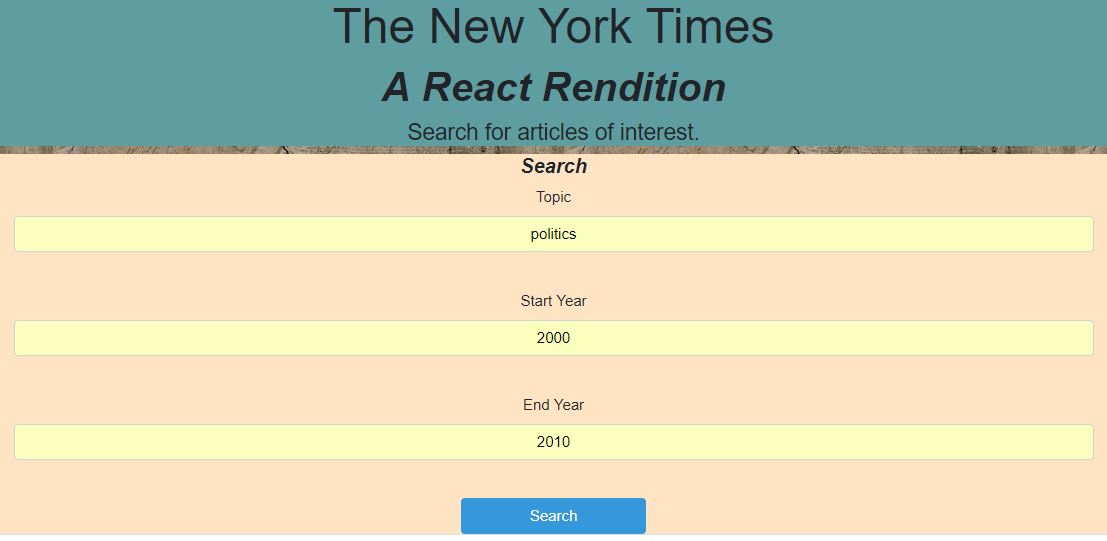 The New York Times
A React Rendition
Search for articles of interest.
Search
Topic
politics
Start Year
2000
End Year
2010
Search